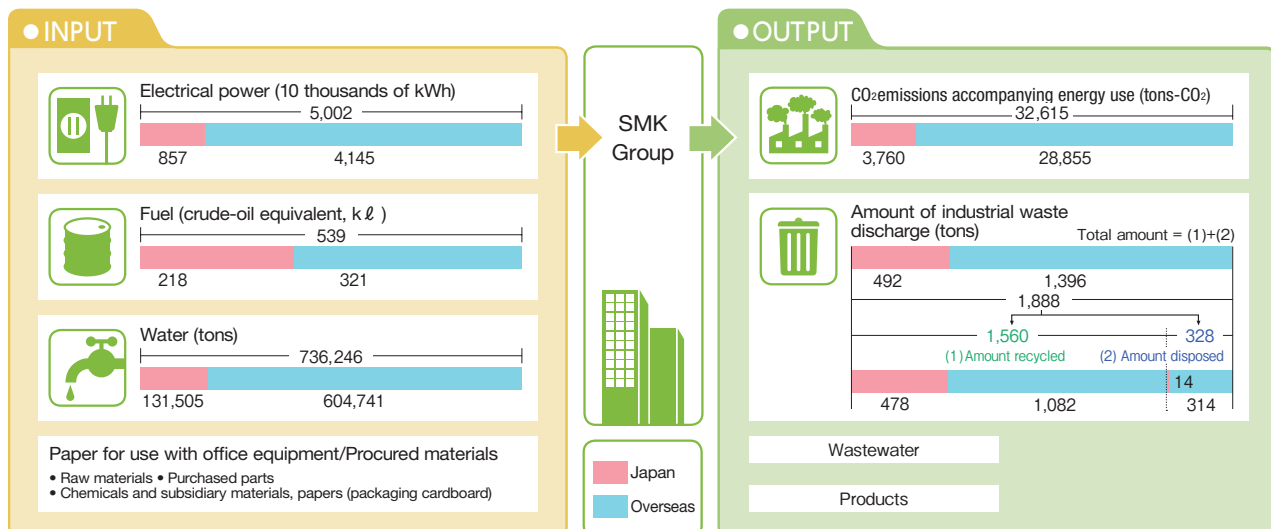 ● INPUT
Electrical power (10 thousands of kWh)
5,002
857 4,145
Fuel (crude-oil equivalent, kℓ)
539
218 321
Water (tons)
736,246
131,505 604,741
Paper for use with office equipment/Procured materials
• Raw materials • Purchased parts
• Chemicals and subsidiary materials, papers (packaging cardboard)
SMK
Group
Japan
Overseas
● OUTPUT
CO₂emissions accompanying energy use (tons-CO₂)
32,615
3,760 28,855
Amount of industrial waste
discharge (tons) Total amount = (1)+(2)
492 1,396
1,888
1,560 328
(1) Amount recycled (2) Amount disposed
14
478 1,082 314
Wastewater
Products